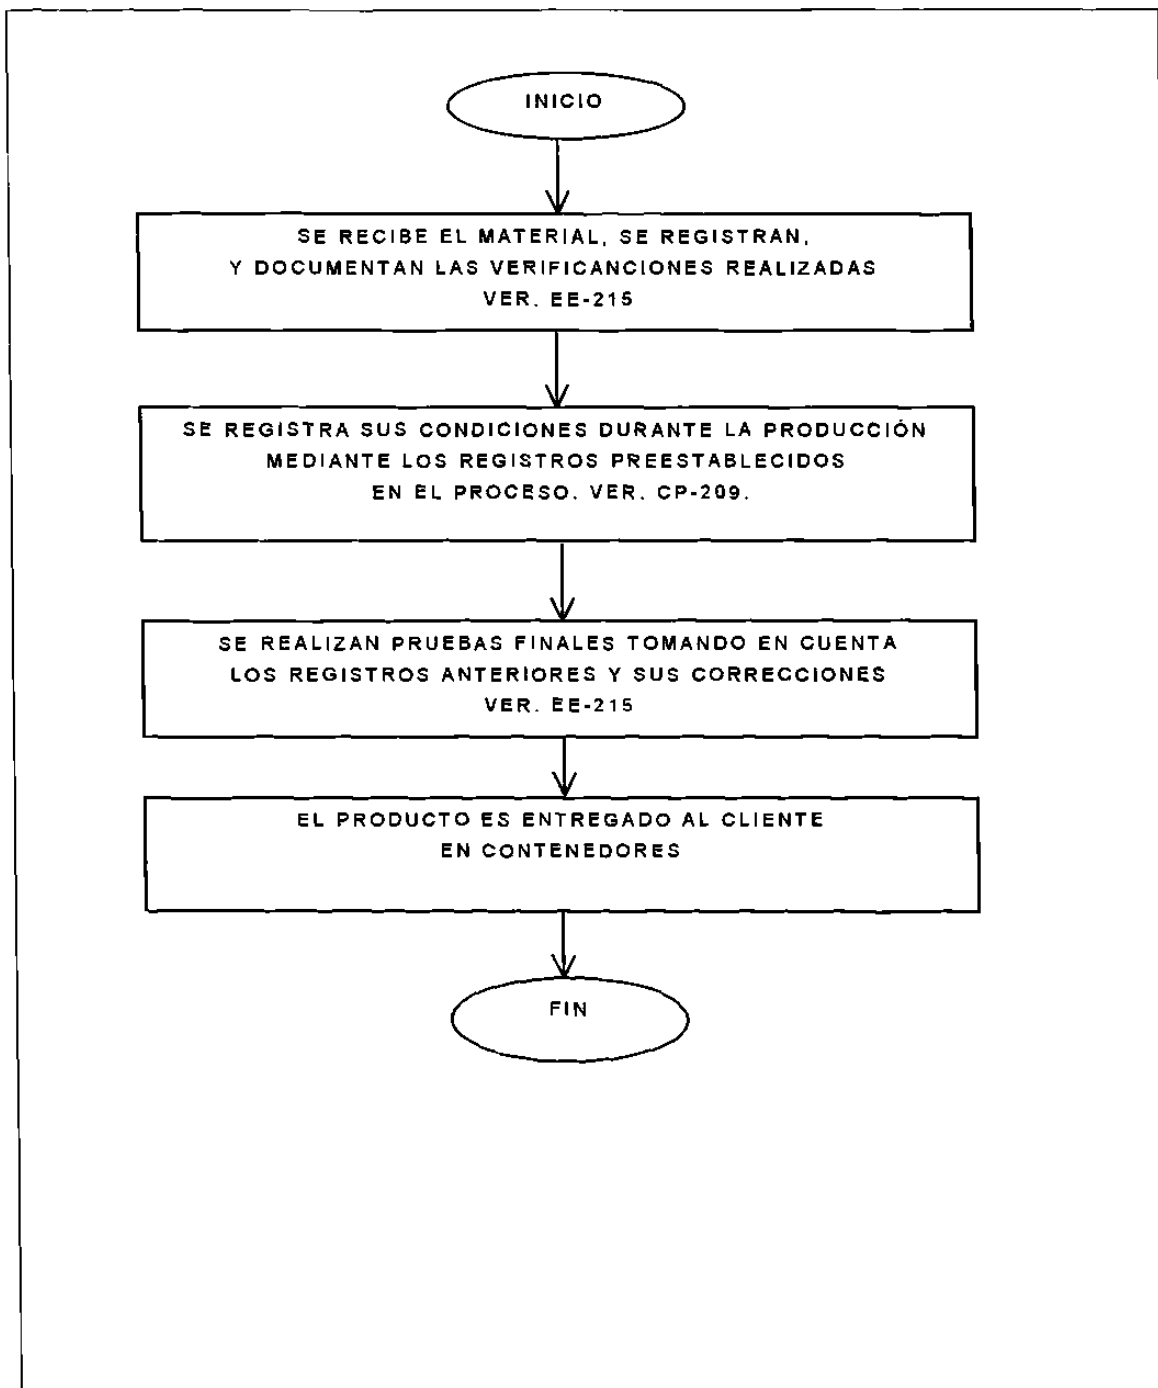 INICIO
SE RECIBE EL MATERIAL, SE REGISTRAN,
Y DOCUMENTAN LAS VERIFICANCIONES REALIZADAS
VER. EE-215
SE REGISTRA SUS CONDICIONES DURANTE LA PRODUCCIÓN
MEDIANTE LOS REGISTROS PREESTABLECIDOS
EN EL PROCESO. VER. CP-209.
SE REALIZAN PRUEBAS FINALES TOMANDO EN CUENTA
LOS REGISTROS ANTERIORES Y SUS CORRECCIONES
VER. EE-215
EL PRODUCTO ES ENTREGADO AL CLIENTE
EN CONTENEDORES
FIN